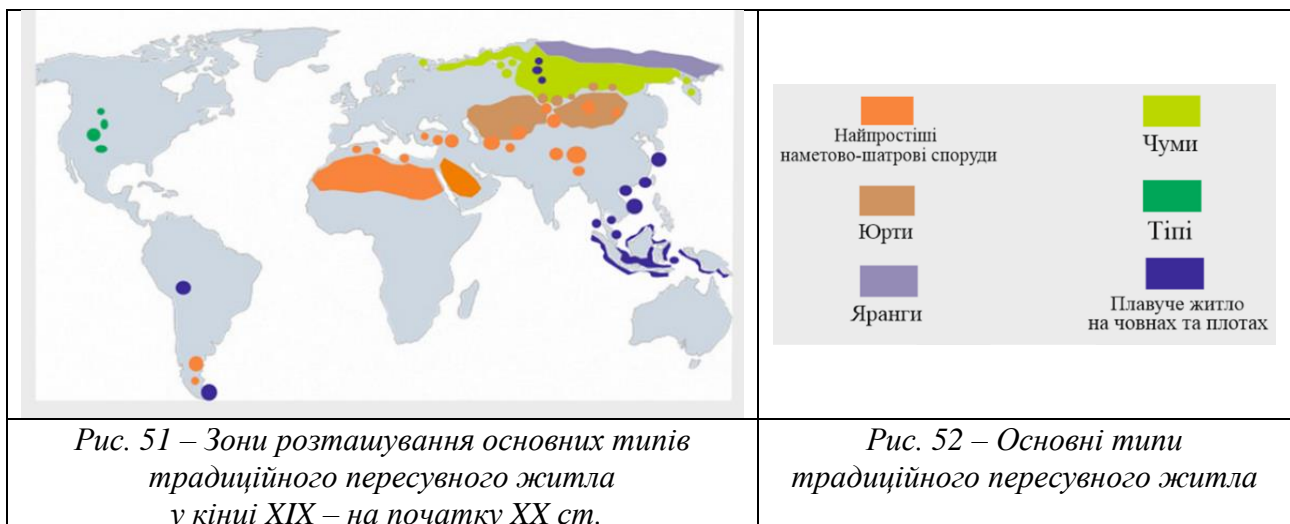 Найпростіші
наметово-шатрові споруди
Чуми
Юрти
Тіпі
Яранги
Плавуче житло
на човнах та плотах
Рис. 51 – Зони розташування основних типів
традиційного пересувного житла
у кінці XIX – на початку XX ст.
Рис. 52 – Основні типи
традиційного пересувного житла